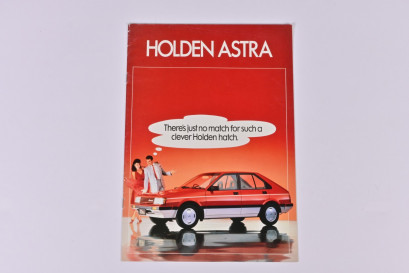 HOLDEN ASTRA
There's just no match for such a
clever Holden hatch.